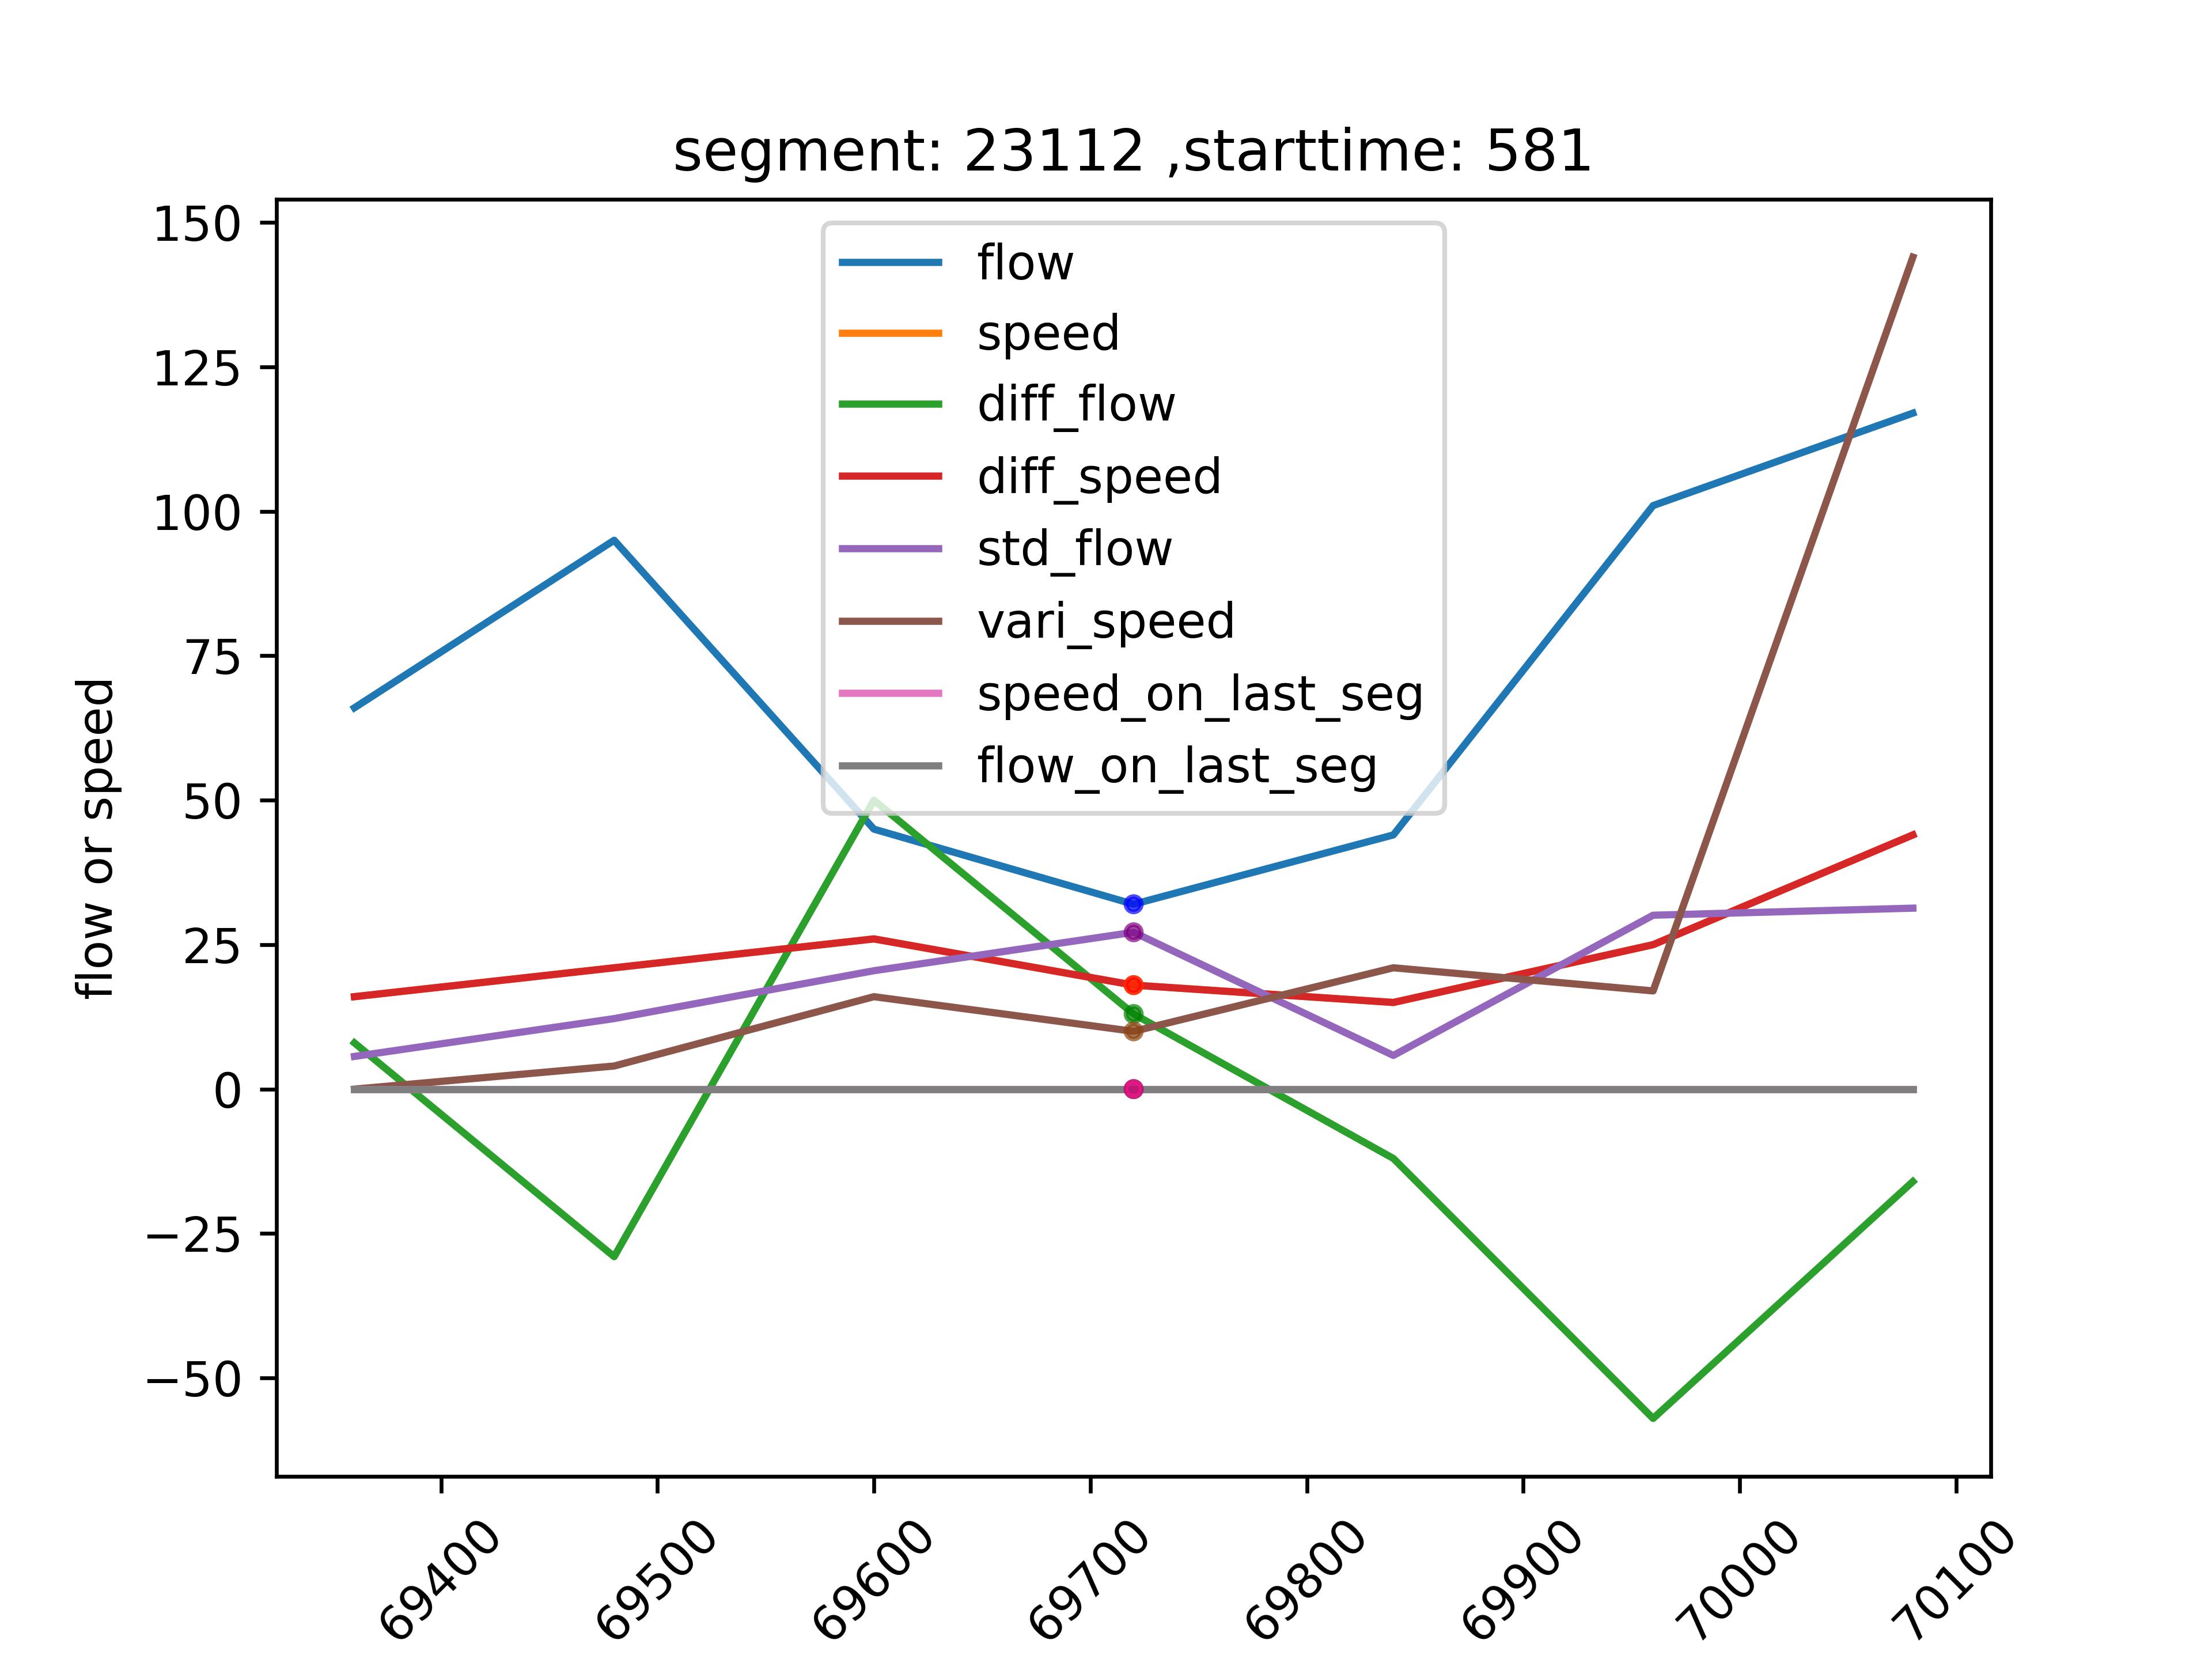 segment: 23112 ,starttime: 581
150
125
100
75
50
25
0
−25
−50
flow or speed
flow
speed
diff_flow
diff_speed
std_flow
vari_speed
speed_on_last_seg
flow_on_last_seg
69400
69500
69600
69700
69800
69900
70000
70100